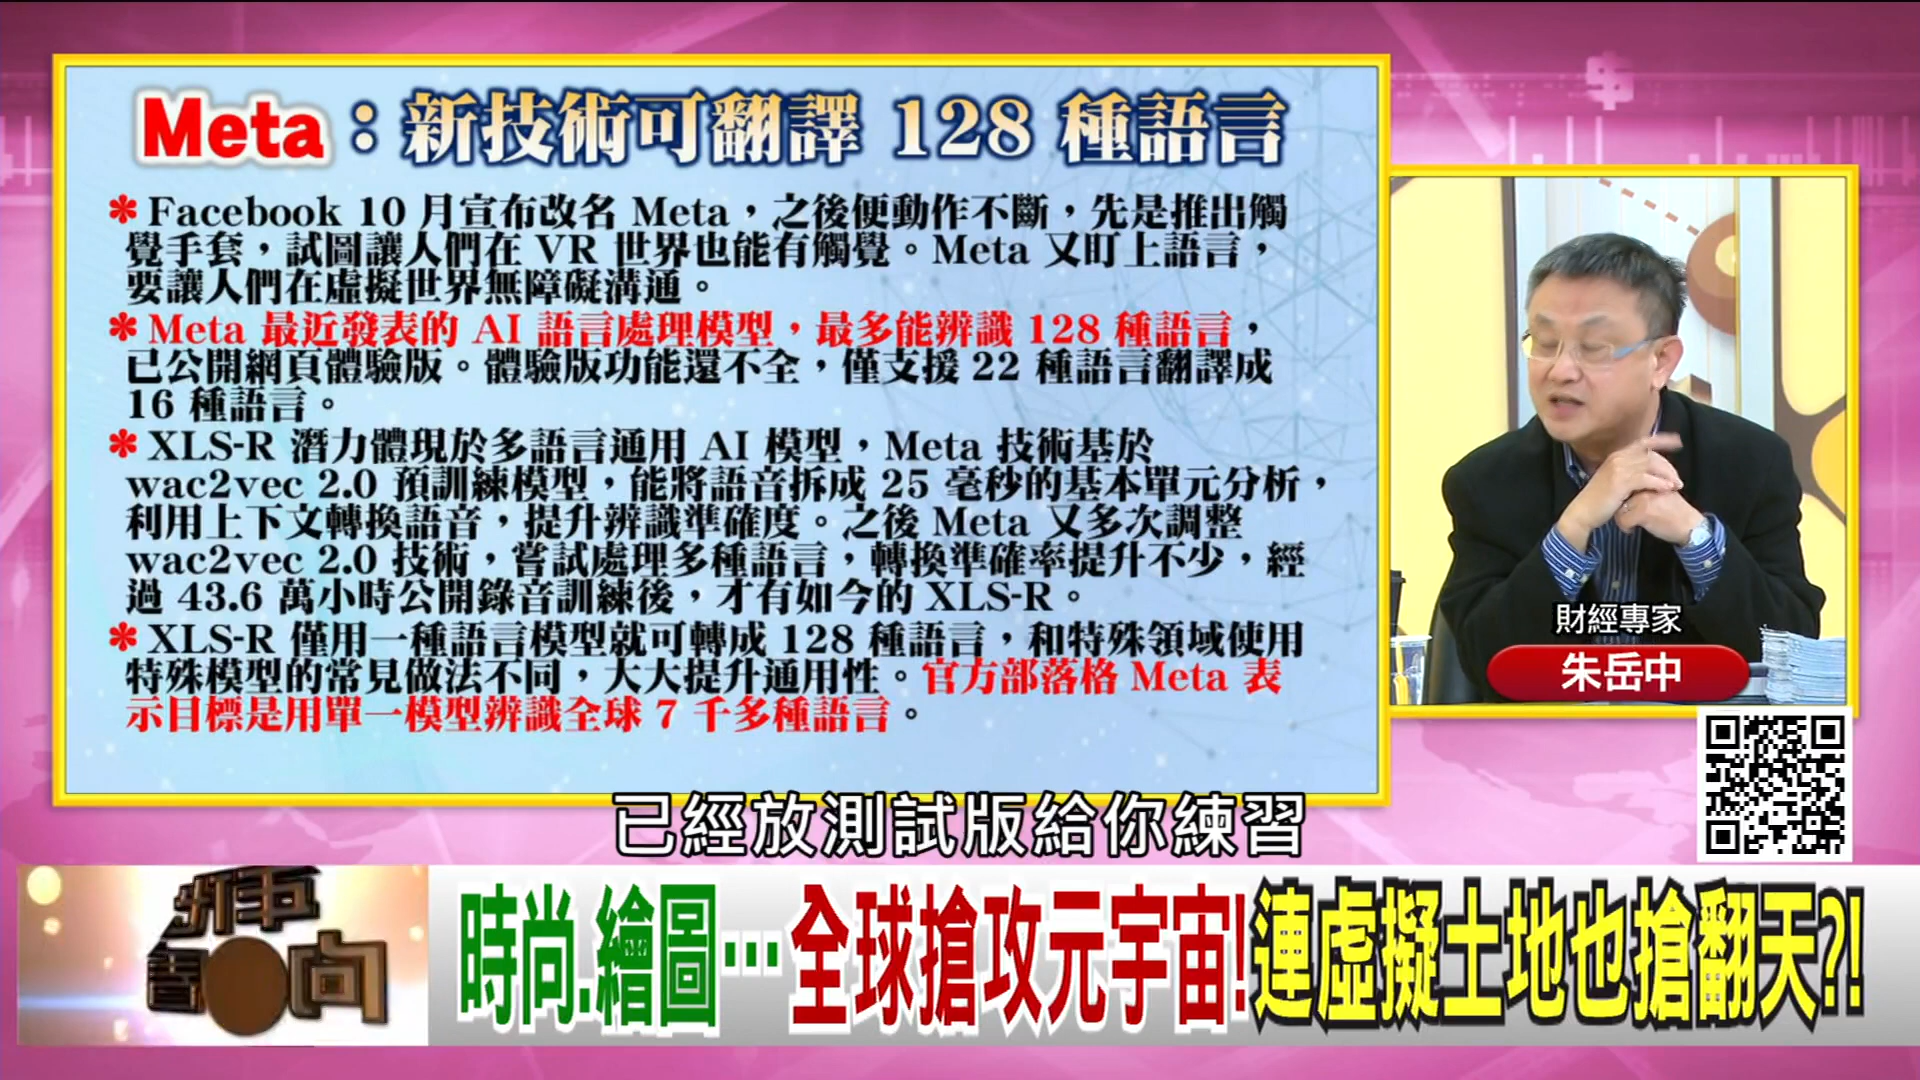 Meta：新技術可翻譯 128 種語言
* Facebook 10 月宣布改名 Meta，之後便動作不斷，先是推出觸
覺手套，試圖讓人們在 VR 世界也能有觸覺。Meta 又盯上語言，
要讓人們在虛擬世界無障礙溝通。
* Meta 最近發表的 AI 語言處理模型，最多能辨識 128 種語言，
已公開網頁體驗版。體驗版功能還不全，僅支援 22 種語言翻譯成
16 種語言。
* XLS-R 潛力體現於多語言通用 AI 模型，Meta 技術基於
wac2vec 2.0 預訓練模型，能將語音拆成 25 毫秒的基本單元分析，
利用上下文轉換語音，提升辨識準確度。之後 Meta 又多次調整
wac2vec 2.0 技術，嘗試處理多種語言，轉換準確率提升不少，經
過 43.6 萬小時公開錄音訓練後，才有如今的 XLS-R。
* XLS-R 僅用一種語言模型就可轉成 128 種語言，和特殊領域使用
特殊模型的常見做法不同，大大提升通用性。官方部落格 Meta 表
示目標是用單一模型辨識全球 7 千多種語言。
財經專家
朱岳中
已經放測試版給你練習
時尚.繪圖…全球搶攻元宇宙!連虛擬土地也搶翻天?!